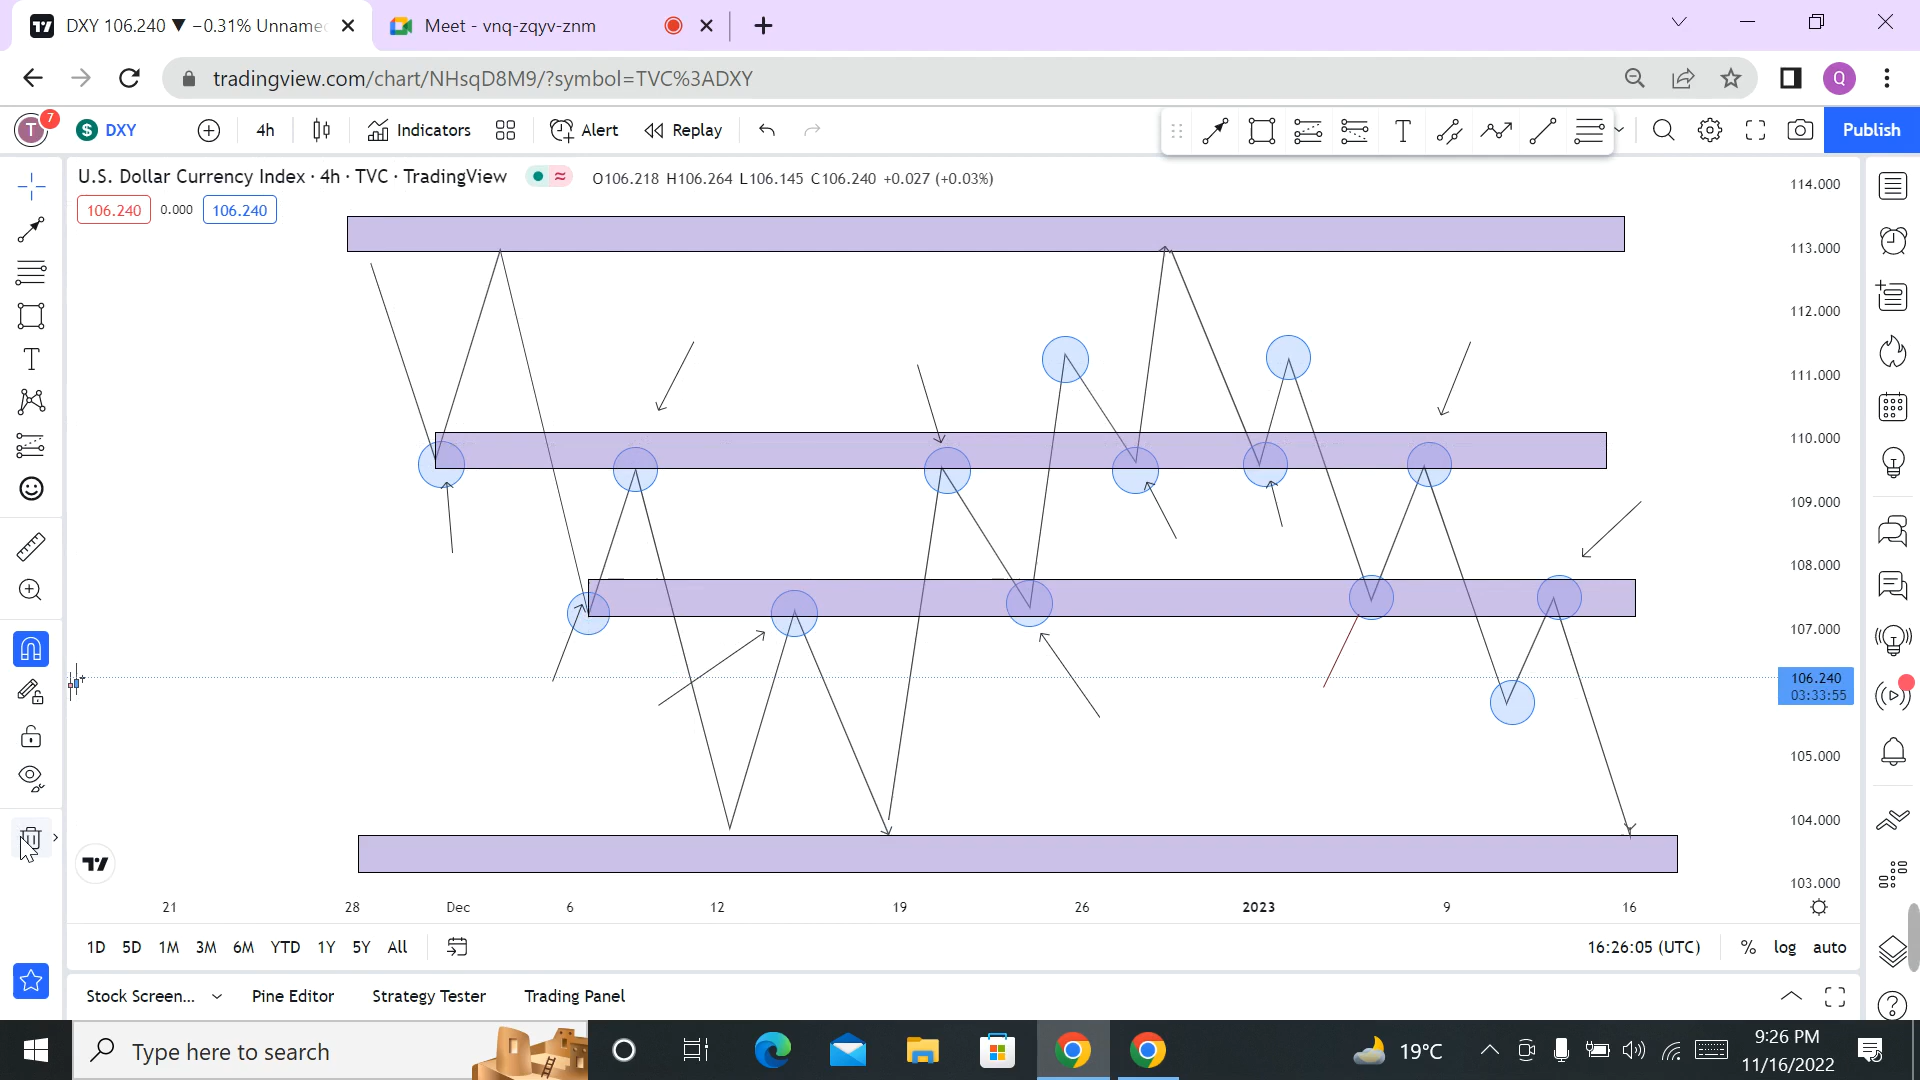 DXY 106.240 ▼ −0.31% Unname
Meet - vnq-zqyv-znm
tradingview.com/chart/NHsqD8M9/?symbol=TVC%3ADXY
Q
T 7 $ DXY 4h Indicators Alert Replay T Publish
U.S. Dollar Currency Index · 4h · TVC · TradingView O106.218 H106.264 L106.145 C106.240 +0.027 (+0.03%)
106.240 0.000 106.240
114.000
113.000
112.000
111.000
110.000
109.000
108.000
107.000
106.240
03:33:55
105.000
104.000
103.000
21 28 Dec 6 12 19 26 2023 9 16
1D 5D 1M 3M 6M YTD 1Y 5Y All 16:26:05 (UTC) % log auto
Stock Screen... Pine Editor Strategy Tester Trading Panel
Type here to search 19°C 9:26 PM
11/16/2022